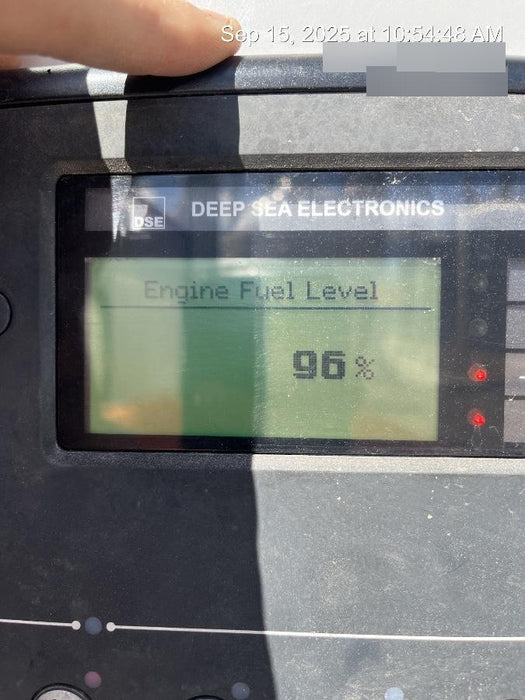 Sep 15, 2025 at 10:54:48 AM
DSE DEEP SEA ELECTRONICS
Engine Fuel Level
96 %